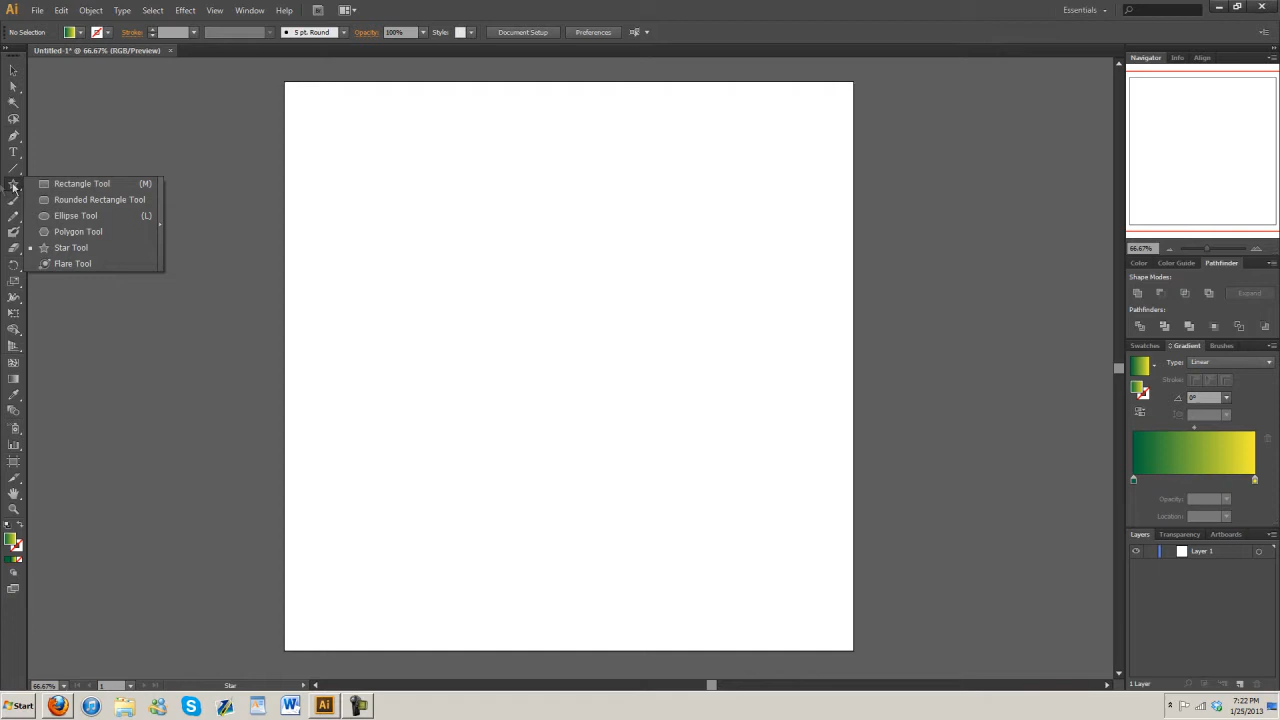 Ai File Edit Object Type Select Effect View Window Help Br Essentials
No Selection Stroke: 5 pt. Round Opacity: 100% Style: Document Setup Preferences
Untitled-1* @ 66.67% (RGB/Preview) ×
Navigator Info Align
T
Rectangle Tool (M)
Rounded Rectangle Tool
Ellipse Tool (L)
Polygon Tool
Star Tool
Flare Tool
66.67%
Color Color Guide Pathfinder
Shape Modes:
Expand
Pathfinders:
Swatches Gradient Brushes
Type: Linear
Stroke:
0°
Opacity:
Location:
Layers Transparency Artboards
Layer 1
66.67% 1 Star
1 Layer
Start W Ai 7:22 PM
1/25/2013